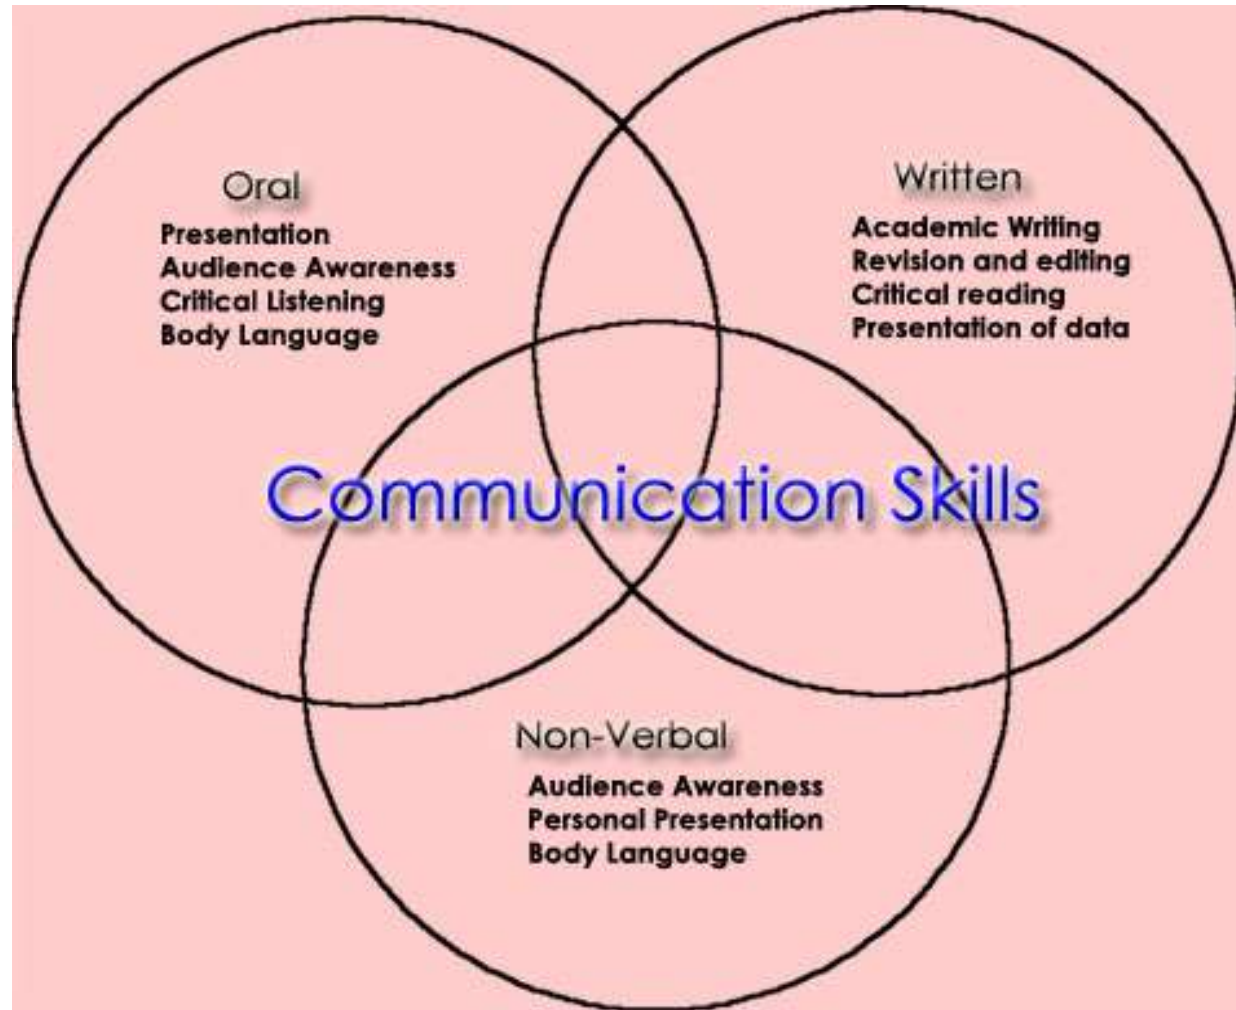 Oral
Presentation
Audience Awareness
Critical Listening
Body Language
Written
Academic Writing
Revision and editing
Critical reading
Presentation of data
Communication Skills
Non-Verbal
Audience Awareness
Personal Presentation
Body Language